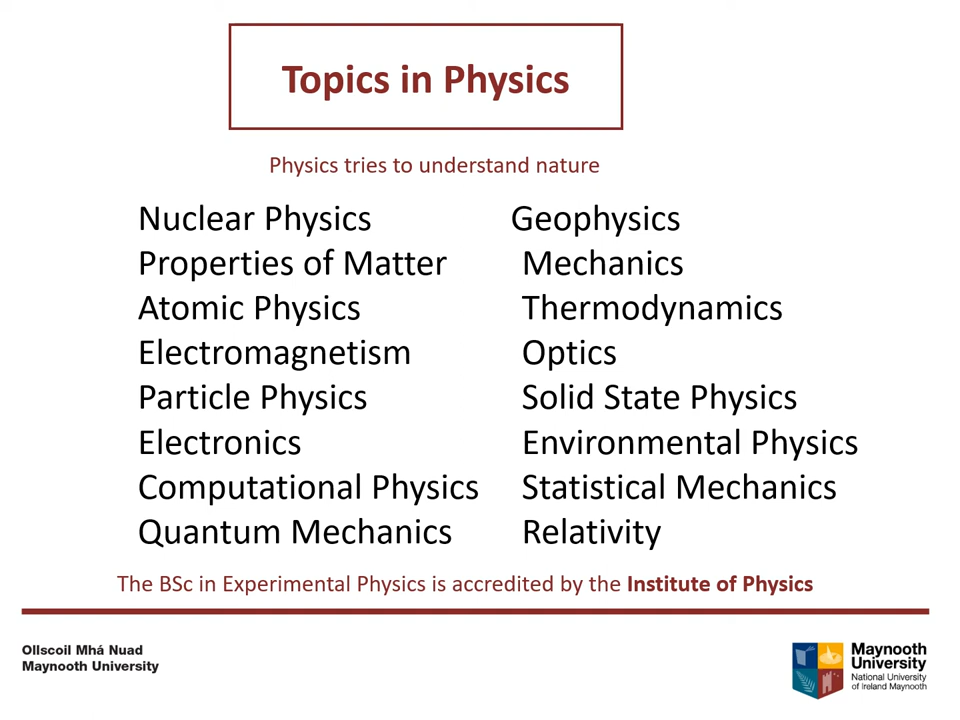 Topics in Physics
Physics tries to understand nature
Nuclear Physics Geophysics
Properties of Matter Mechanics
Atomic Physics Thermodynamics
Electromagnetism Optics
Particle Physics Solid State Physics
Electronics Environmental Physics
Computational Physics Statistical Mechanics
Quantum Mechanics Relativity
The BSc in Experimental Physics is accredited by the Institute of Physics
Ollscoil Mhá Nuad
Maynooth University
Maynooth
University
National University
of Ireland Maynooth